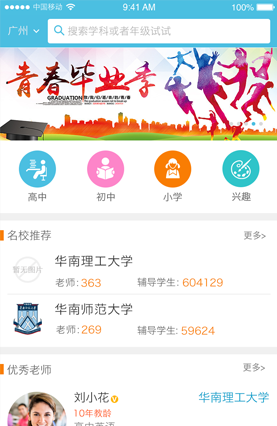 中国移动 9:41 AM 100%
广州 搜索学科或者年级试试
青春毕业季
GRADUATION
高中 初中 小学 兴趣
名校推荐 更多>
暂无图片
华南理工大学
老师: 363 辅导学生: 604129
华南师范大学
老师: 269 辅导学生: 59624
优秀老师 更多>
刘小花 V 华南理工大学
10年教龄
高中英语